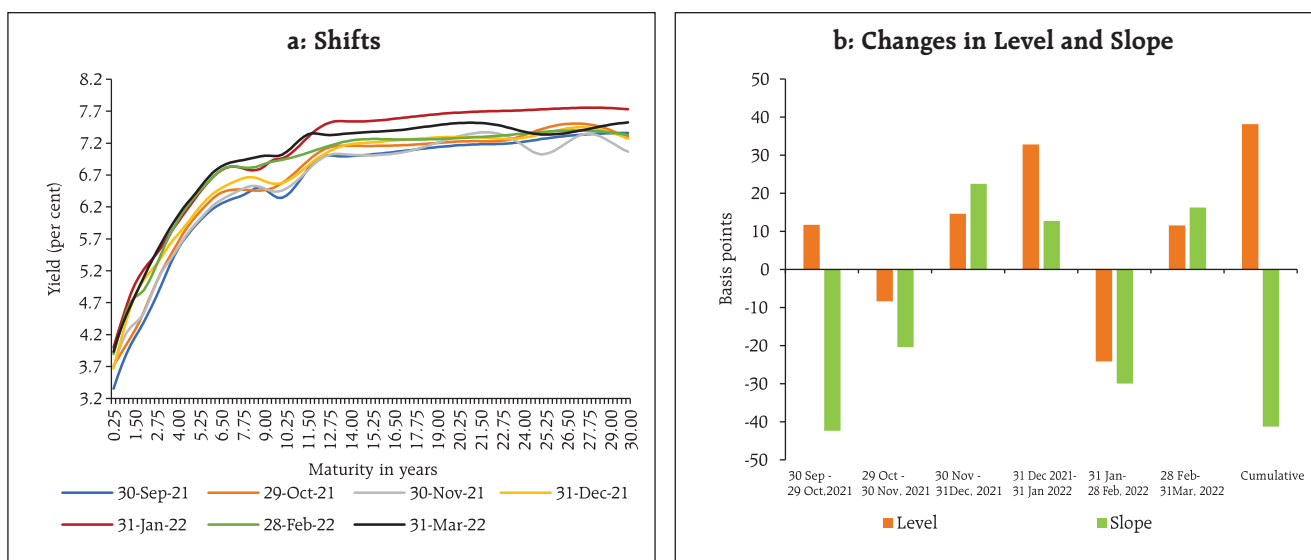 a: Shifts
8.2
7.7
7.2
6.7
6.2
5.7
5.2
4.7
4.2
3.7
3.2
Yield (per cent)
0.25
1.50
2.75
4.00
5.25
6.50
7.75
9.00
10.25
11.50
12.75
14.00
15.25
16.50
17.75
19.00
20.25
21.50
22.75
24.00
25.25
26.50
27.75
29.00
30.00
Maturity in years
30-Sep-21 29-Oct-21 30-Nov-21 31-Dec-21
31-Jan-22 28-Feb-22 31-Mar-22
b: Changes in Level and Slope
50
40
30
20
10
0
-10
-20
-30
-40
-50
Basis points
30 Sep -
29 Oct,2021
29 Oct -
30 Nov, 2021
30 Nov -
31Dec, 2021
31 Dec 2021-
31 Jan 2022
31 Jan-
28 Feb, 2022
28 Feb-
31Mar, 2022
Cumulative
Level Slope